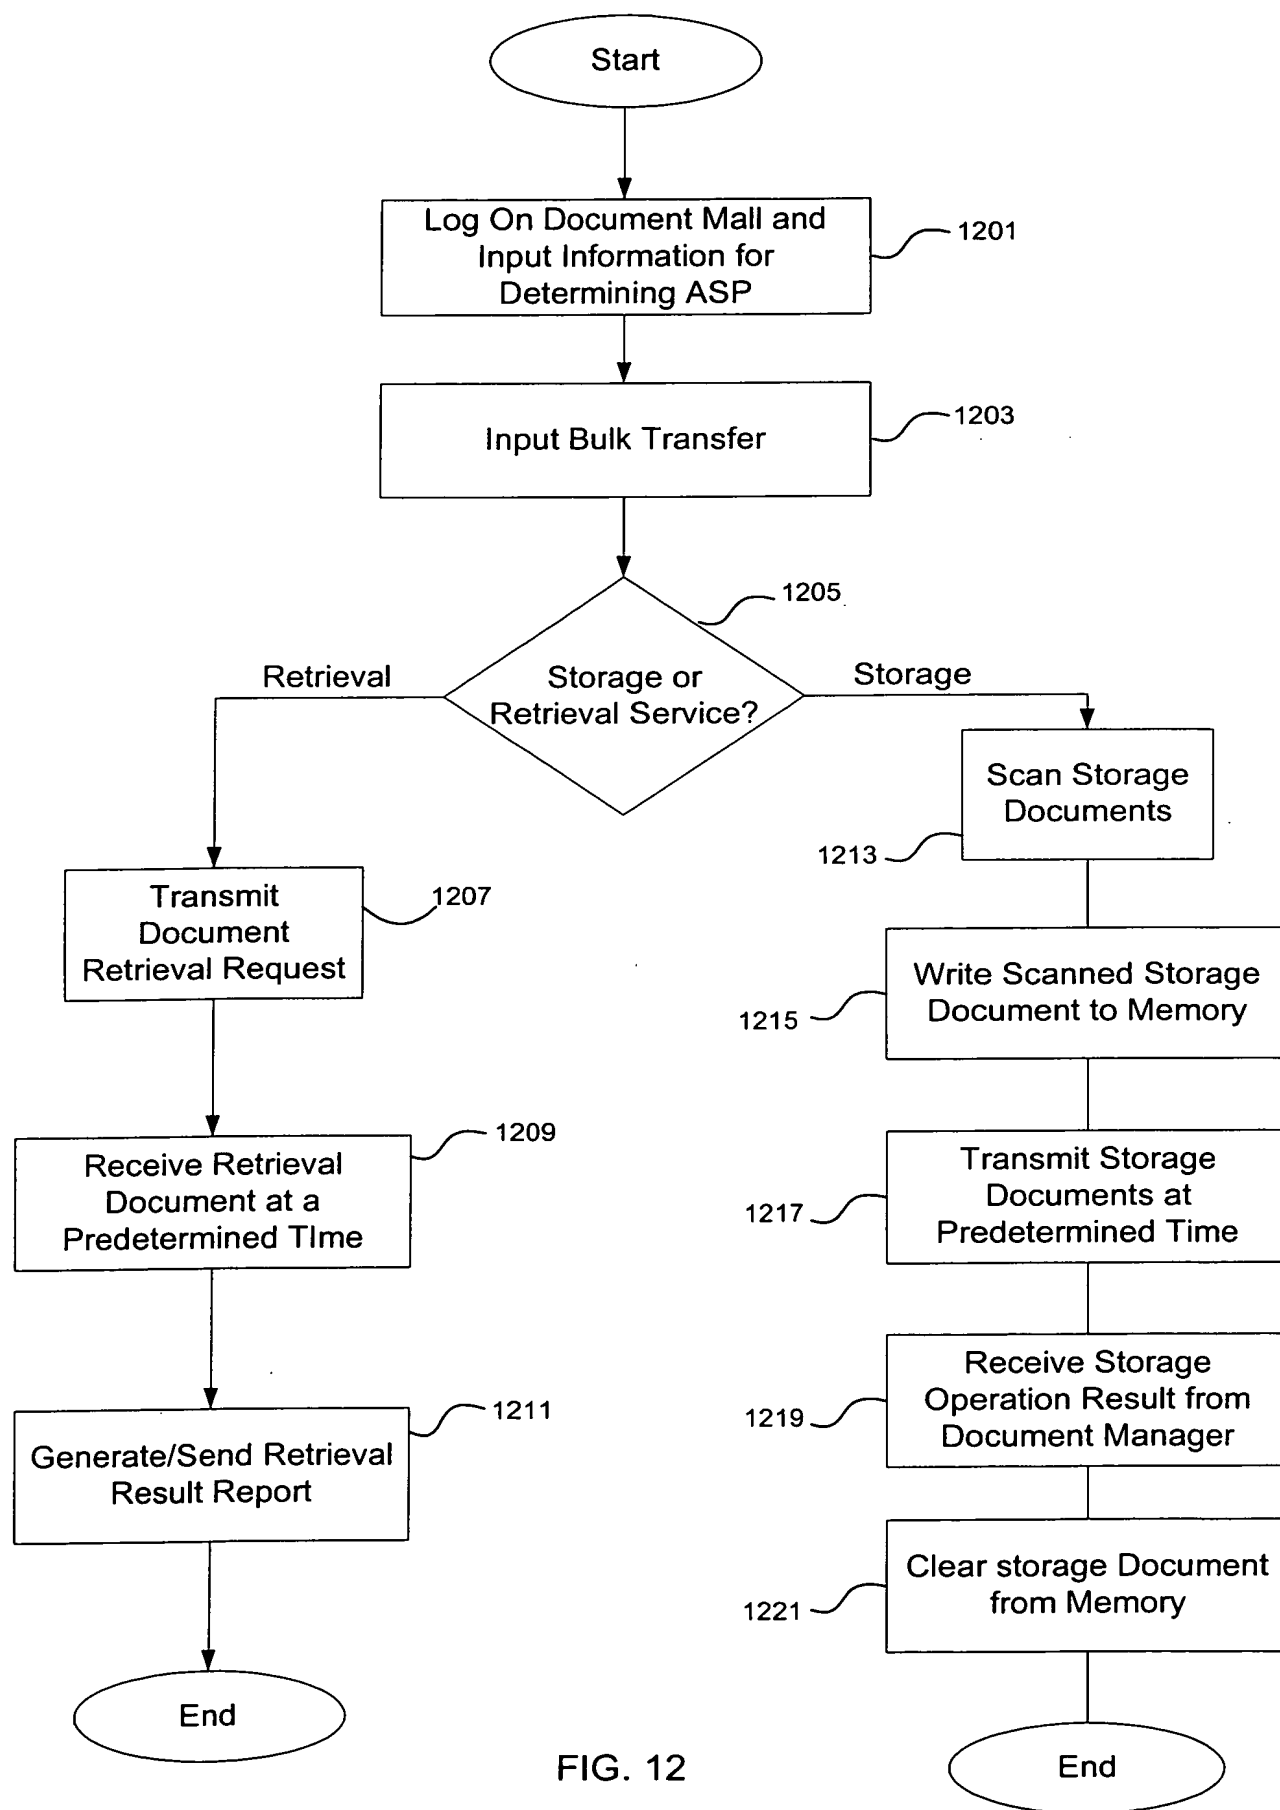 Start
Log On Document Mall and
Input Information for
Determining ASP
1201
Input Bulk Transfer
1203
1205
Storage or
Retrieval Service?
Retrieval
Storage
Transmit
Document
Retrieval Request
1207
Receive Retrieval
Document at a
Predetermined TIme
1209
Generate/Send Retrieval
Result Report
1211
End
Scan Storage
Documents
1213
Write Scanned Storage
Document to Memory
1215
Transmit Storage
Documents at
Predetermined Time
1217
Receive Storage
Operation Result from
Document Manager
1219
Clear storage Document
from Memory
1221
End
FIG. 12